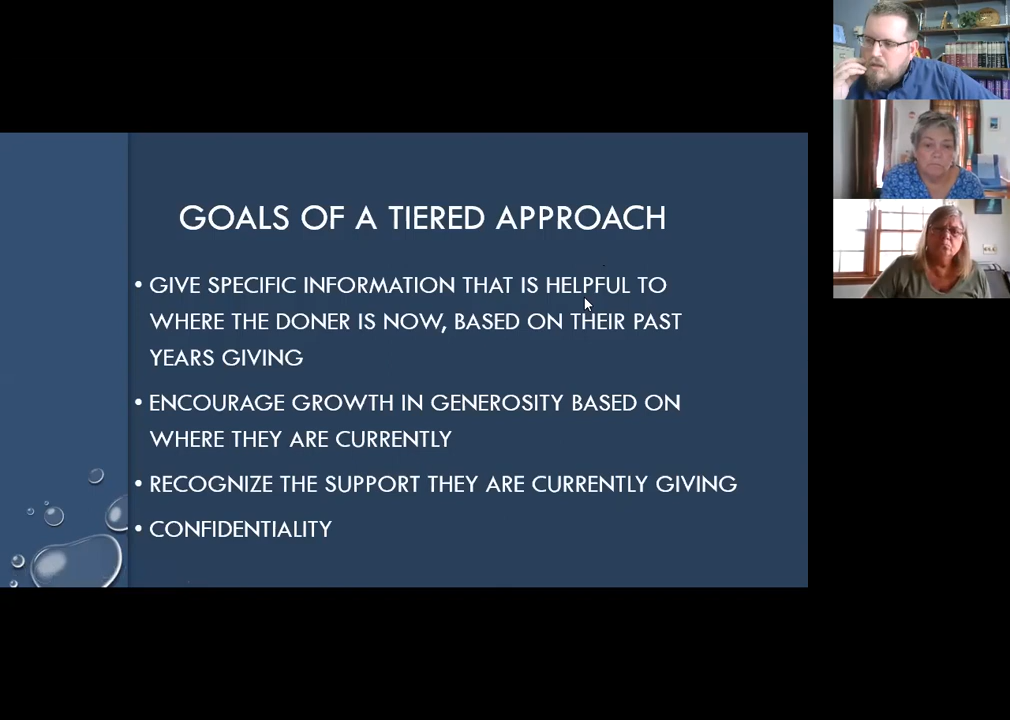 GOALS OF A TIERED APPROACH
• GIVE SPECIFIC INFORMATION THAT IS HELPFUL TO
WHERE THE DONER IS NOW, BASED ON THEIR PAST
YEARS GIVING
• ENCOURAGE GROWTH IN GENEROSITY BASED ON
WHERE THEY ARE CURRENTLY
• RECOGNIZE THE SUPPORT THEY ARE CURRENTLY GIVING
• CONFIDENTIALITY